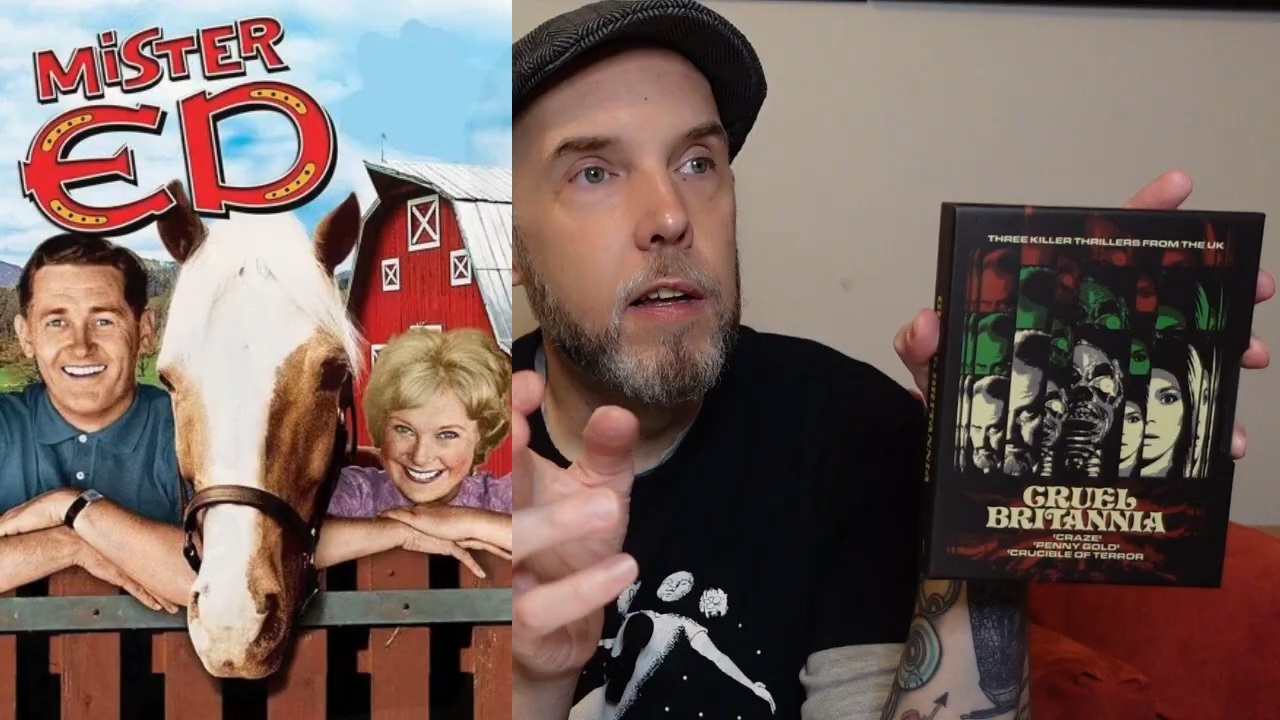 MiSTER
ED
THREE KILLER THRILLERS FROM THE UK
CRUEL
BRITANNIA
'CRAZE'
'PENNY GOLD'
'CRUCIBLE OF TERROR